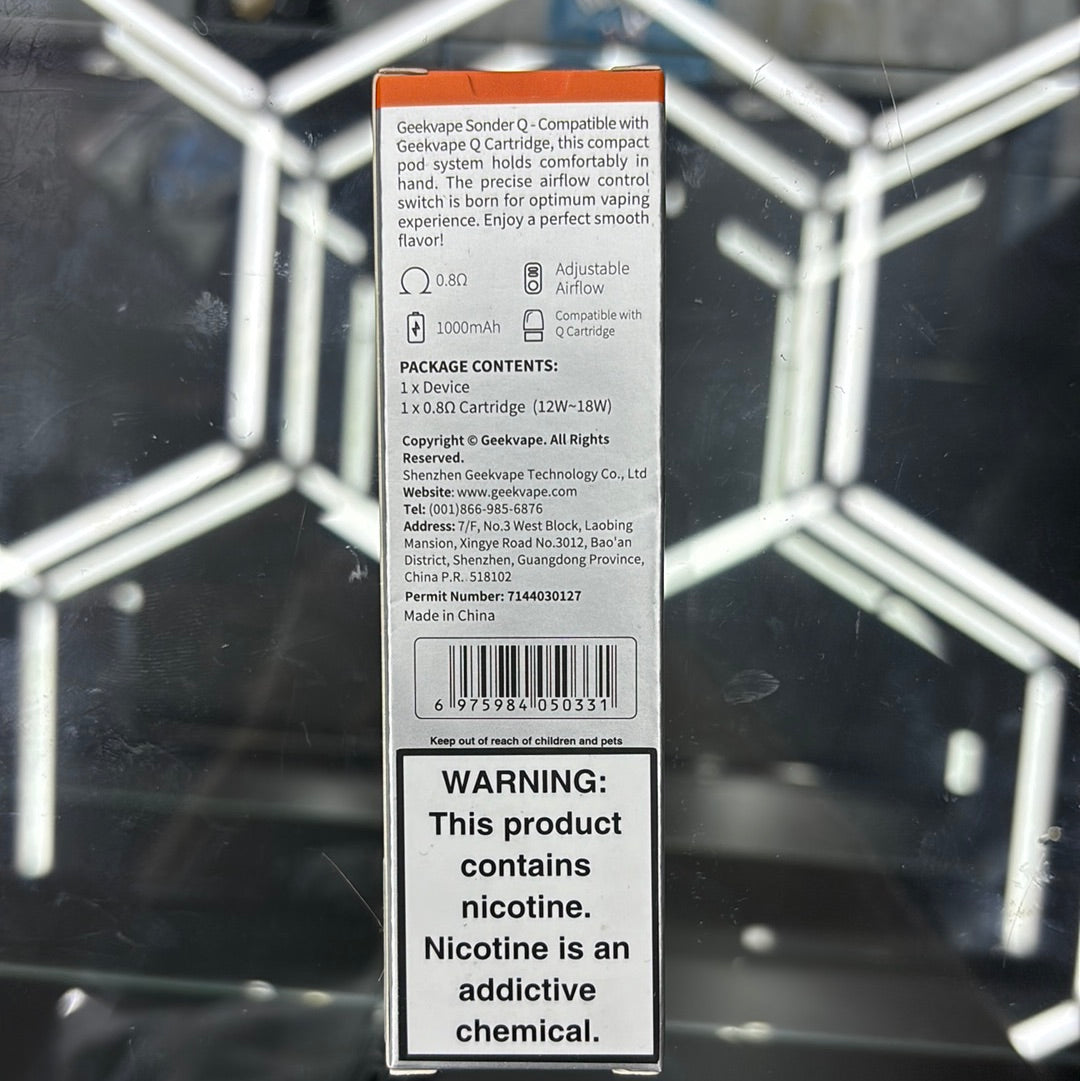 Geekvape Sonder Q - Compatible with
Geekvape Q Cartridge, this compact
pod system holds comfortably in
hand. The precise airflow control
switch is born for optimum vaping
experience. Enjoy a perfect smooth
flavor!
0.8Ω
Adjustable
Airflow
1000mAh
Compatible with
Q Cartridge
PACKAGE CONTENTS:
1 x Device
1 x 0.8Ω Cartridge (12W~18W)
Copyright © Geekvape. All Rights
Reserved.
Shenzhen Geekvape Technology Co., Ltd
Website: www.geekvape.com
Tel: (001)866-985-6876
Address: 7/F, No.3 West Block, Laobing
Mansion, Xingye Road No.3012, Bao'an
District, Shenzhen, Guangdong Province,
China P.R. 518102
Permit Number: 7144030127
Made in China
6 975984 050331
Keep out of reach of children and pets
WARNING:
This product
contains
nicotine.
Nicotine is an
addictive
chemical.